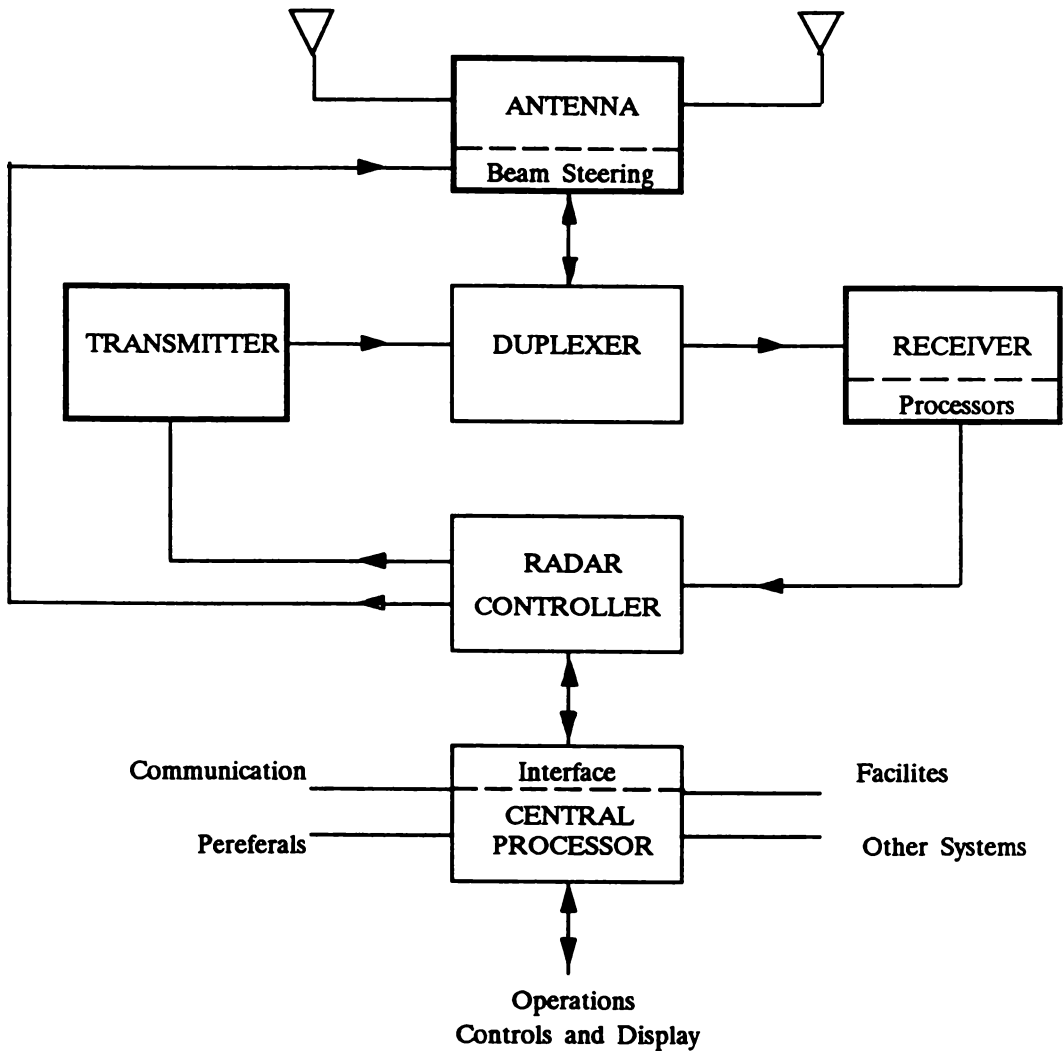 ANTENNA
Beam Steering
TRANSMITTER
DUPLEXER
RECEIVER
Processors
RADAR
CONTROLLER
Communication
Interface
Facilites
CENTRAL
PROCESSOR
Pereferals
Other Systems
Operations
Controls and Display